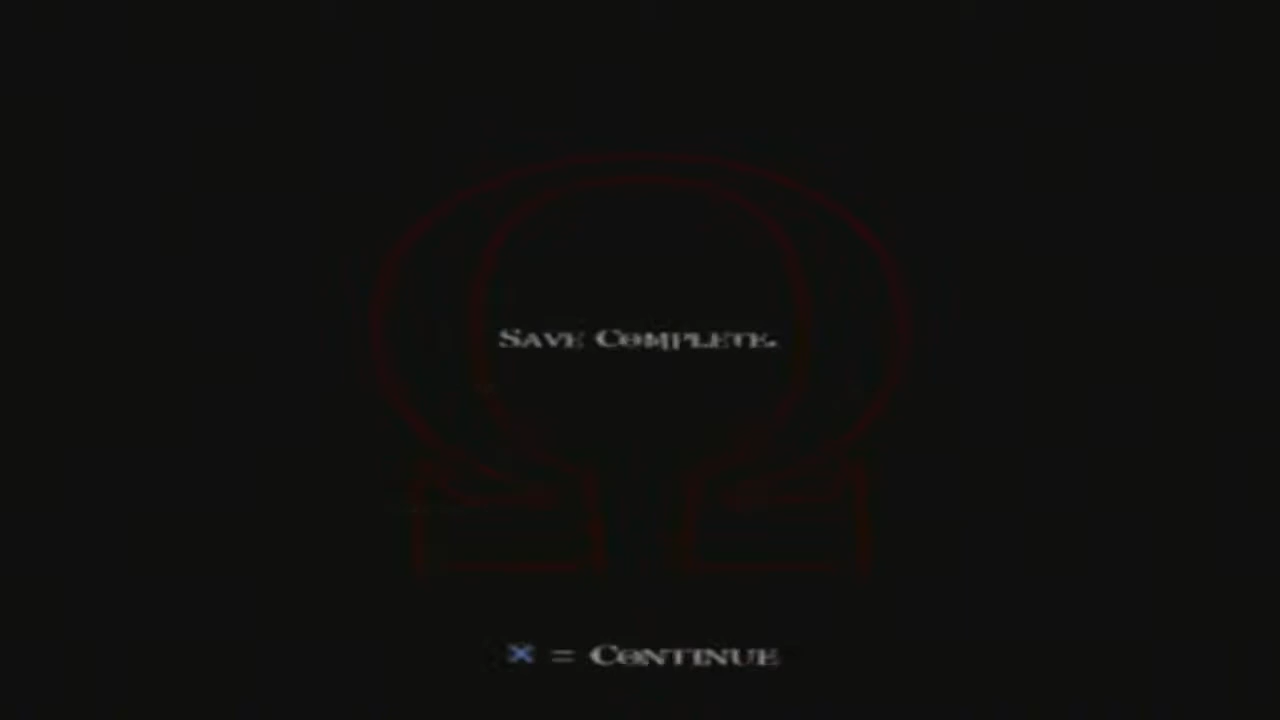 Save Complete.
✕ = Continue